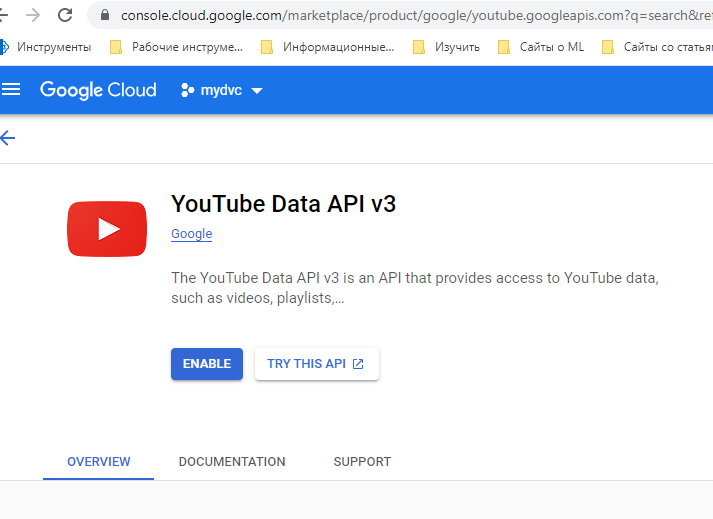 console.cloud.google.com/marketplace/product/google/youtube.googleapis.com?q=search&re
Инструменты Рабочие инструме... Информационные... Изучить Сайты о ML Сайты со статья
Google Cloud mydvc
YouTube Data API v3
Google
The YouTube Data API v3 is an API that provides access to YouTube data,
such as videos, playlists,...
ENABLE TRY THIS API
OVERVIEW DOCUMENTATION SUPPORT